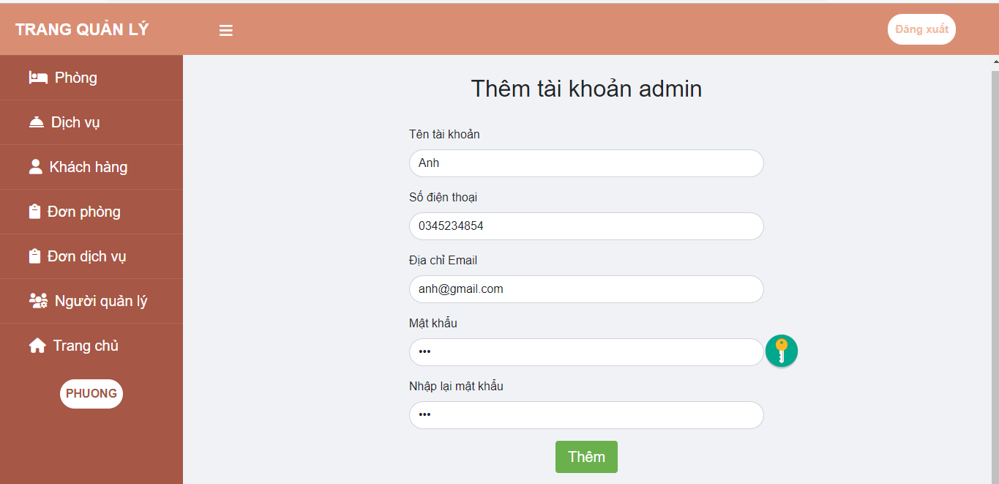 TRANG QUẢN LÝ
Đăng xuất
Phòng
Dịch vụ
Khách hàng
Đơn phòng
Đơn dịch vụ
Người quản lý
Trang chủ
PHUONG
Thêm tài khoản admin
Tên tài khoản
Anh
Số điện thoại
0345234854
Địa chỉ Email
anh@gmail.com
Mật khẩu
•••
Nhập lại mật khẩu
•••
Thêm